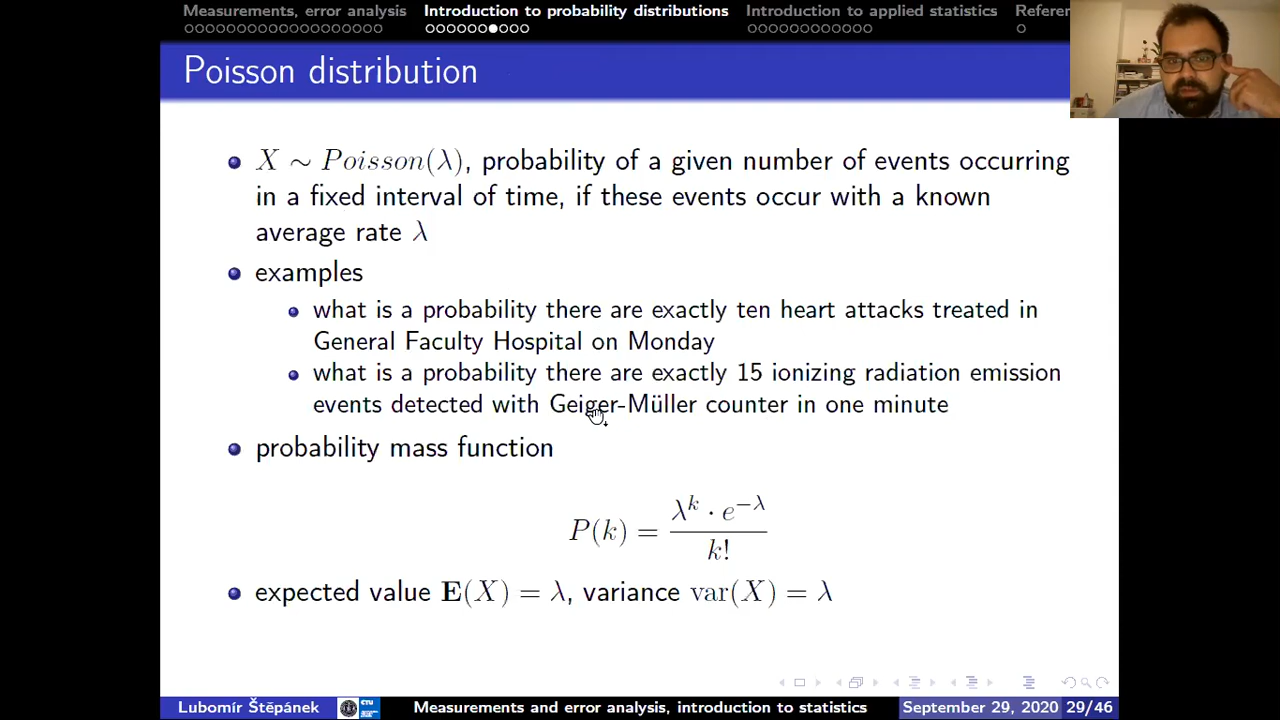 Measurements, error analysis Introduction to probability distributions Introduction to applied statistics Refere
Poisson distribution
X ∼ Poisson(λ), probability of a given number of events occurring
in a fixed interval of time, if these events occur with a known
average rate λ
examples
what is a probability there are exactly ten heart attacks treated in
General Faculty Hospital on Monday
what is a probability there are exactly 15 ionizing radiation emission
events detected with Geiger-Müller counter in one minute
probability mass function
P(k) = λ^k · e^−λ / k!
expected value E(X) = λ, variance var(X) = λ
Lubomír Štěpánek CTU Measurements and error analysis, introduction to statistics September 29, 2020 29/46